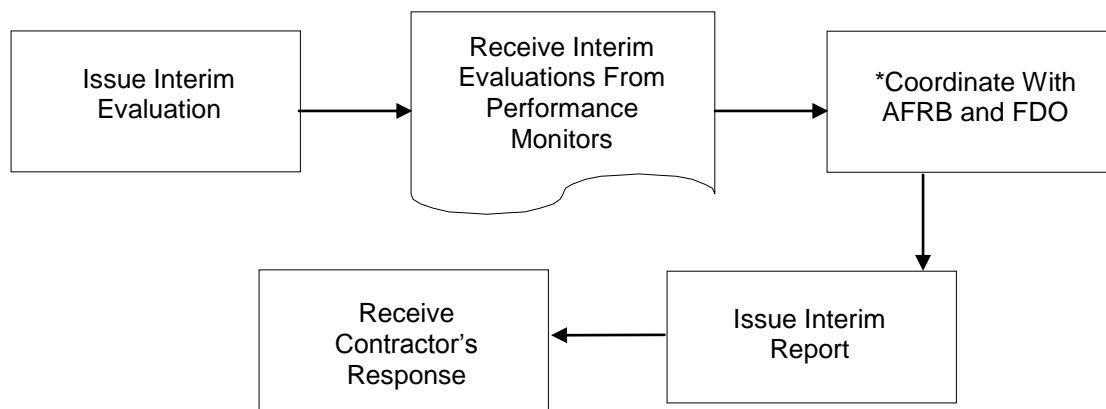 Issue Interim
Evaluation
Receive Interim
Evaluations From
Performance
Monitors
*Coordinate With
AFRB and FDO
Issue Interim
Report
Receive
Contractor’s
Response